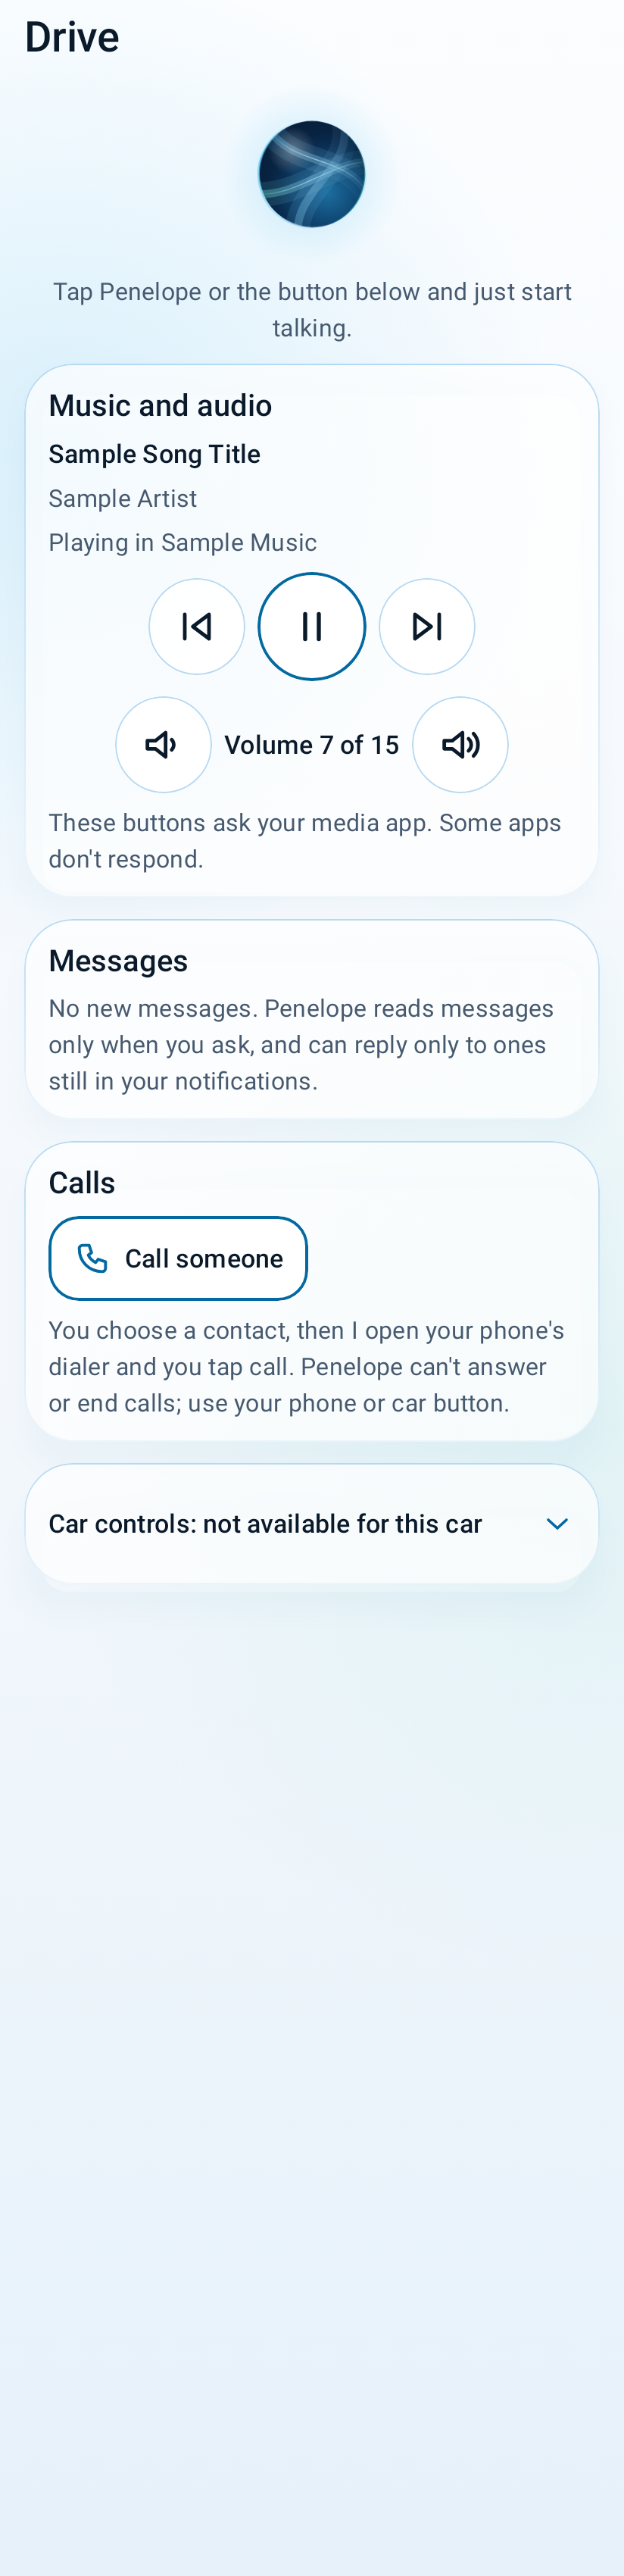 Drive
Tap Penelope or the button below and just start
talking.
Music and audio
Sample Song Title
Sample Artist
Playing in Sample Music
Volume 7 of 15
These buttons ask your media app. Some apps
don't respond.
Messages
No new messages. Penelope reads messages
only when you ask, and can reply only to ones
still in your notifications.
Calls
Call someone
You choose a contact, then I open your phone's
dialer and you tap call. Penelope can't answer
or end calls; use your phone or car button.
Car controls: not available for this car